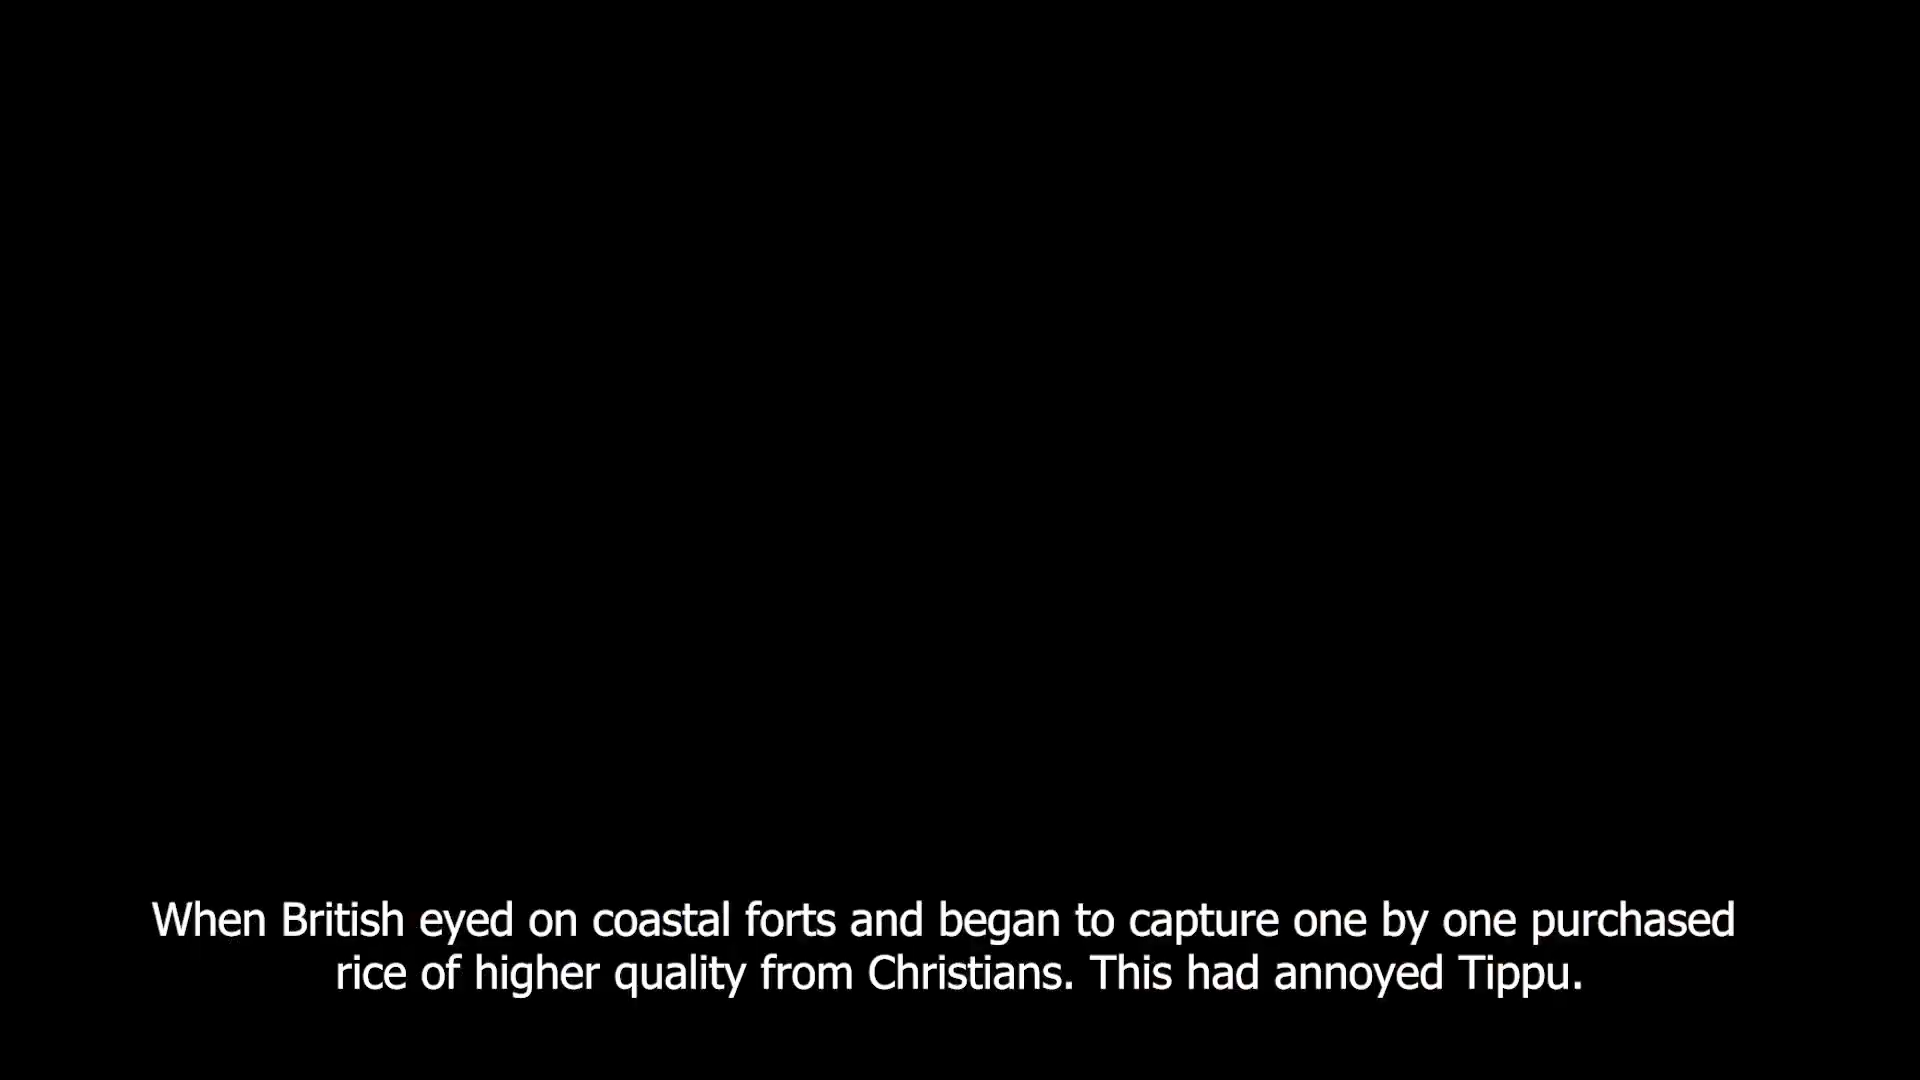 When British eyed on coastal forts and began to capture one by one purchased
rice of higher quality from Christians. This had annoyed Tippu.